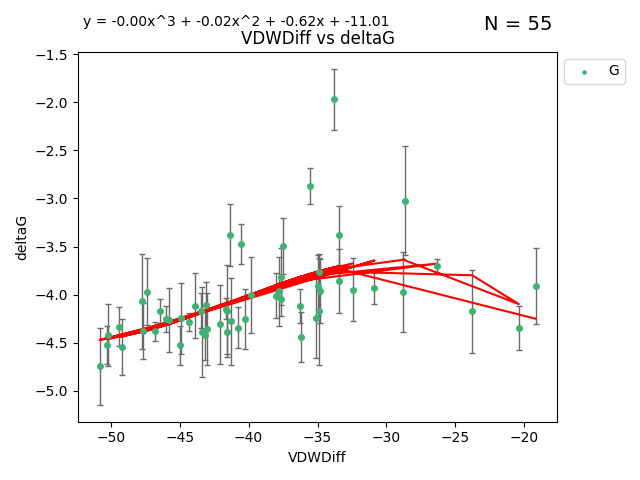 y = -0.00x^3 + -0.02x^2 + -0.62x + -11.01
N = 55
VDWDiff vs deltaG
G
−1.5
−2.0
−2.5
−3.0
−3.5
−4.0
−4.5
−5.0
deltaG
−50
−45
−40
−35
−30
−25
−20
VDWDiff